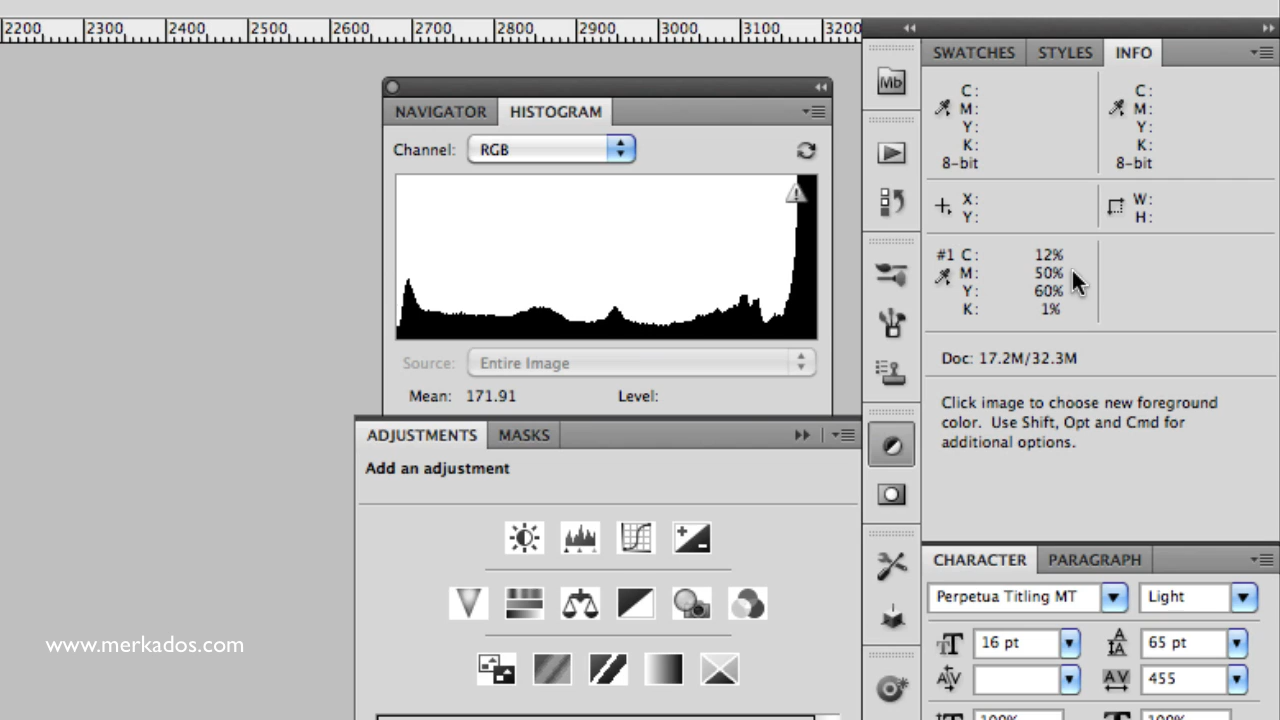 2200 2300 2400 2500 2600 2700 2800 2900 3000 3100 3200
SWATCHES STYLES INFO
Mb
C: C:
M: M:
Y: Y:
K: K:
8-bit 8-bit
X: W:
Y: H:
#1 C: 12%
M: 50%
Y: 60%
K: 1%
Doc: 17.2M/32.3M
Click image to choose new foreground
color. Use Shift, Opt and Cmd for
additional options.
NAVIGATOR HISTOGRAM
Channel: RGB
Source: Entire Image
Mean: 171.91 Level:
ADJUSTMENTS MASKS
Add an adjustment
CHARACTER PARAGRAPH
Perpetua Titling MT Light
16 pt 65 pt
455
100% 100%
www.merkados.com